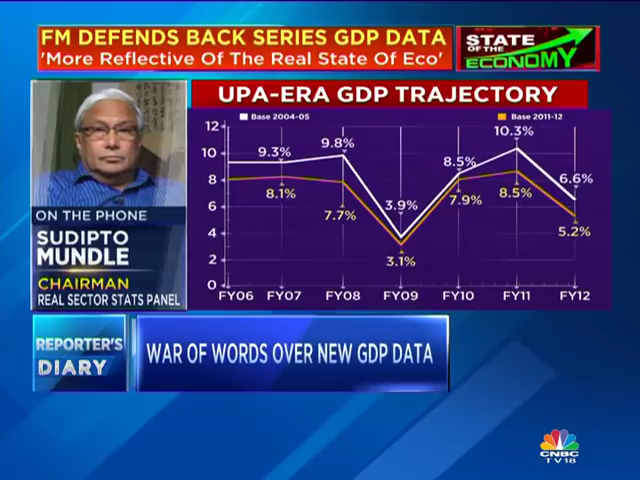 FM DEFENDS BACK SERIES GDP DATA
'More Reflective Of The Real State Of Eco'
STATE
OF THE
ECONOMY
UPA-ERA GDP TRAJECTORY
Base 2004-05
Base 2011-12
12
10
8
6
4
2
0
9.3%
9.8%
3.9%
8.5%
10.3%
6.6%
8.1%
7.7%
3.1%
7.9%
8.5%
5.2%
FY06 FY07 FY08 FY09 FY10 FY11 FY12
ON THE PHONE
SUDIPTO
MUNDLE
CHAIRMAN
REAL SECTOR STATS PANEL
REPORTER'S
DIARY
WAR OF WORDS OVER NEW GDP DATA
CNBC
TV18